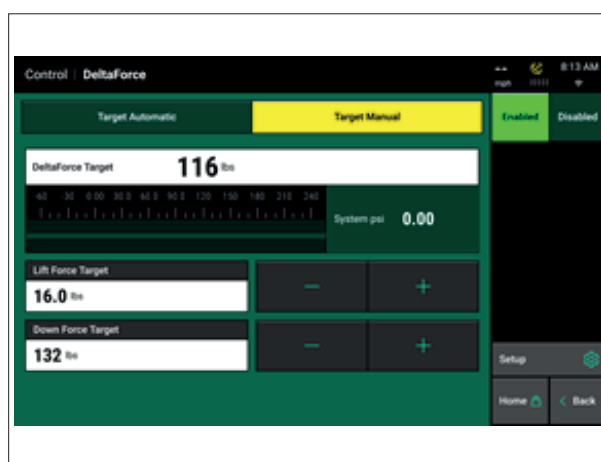 Control | DeltaForce
-- mph
8:13 AM
Target Automatic
Target Manual
Enabled
Disabled
DeltaForce Target 116 lbs
-60 -30 0.00 30.0 60.0 90.0 120 150 180 210 240
System psi 0.00
Lift Force Target
16.0 lbs
− +
Down Force Target
132 lbs
− +
Setup
Home
< Back